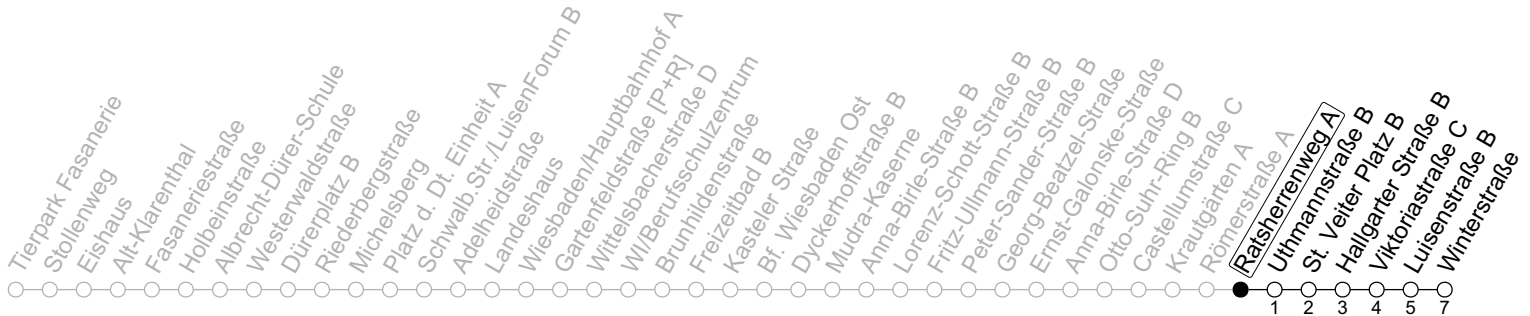 Tierpark Fasanerie
Stollenweg
Eishaus
Alt-Klarenthal
Fasaneriestraße
Holbeinstraße
Albrecht-Dürer-Schule
Westerwaldstraße
Dürerplatz B
Riederbergstraße
Michelsberg
Platz d. Dt. Einheit A
Schwalb.Str./LuisenForum B
Adelheidstraße
Landeshaus
Wiesbaden/Hauptbahnhof A
Gartenfeldstraße [P+R]
Wittelsbacherstraße D
WI/Berufsschulzentrum
Brunhildenstraße
Freizeitbad B
Kasteler Straße
Bf. Wiesbaden Ost
Dyckerhoffstraße B
Mudra-Kaserne
Anna-Birle-Straße B
Lorenz-Schott-Straße B
Fritz-Ullmann-Straße B
Peter-Sander-Straße B
Georg-Beatzel-Straße
Ernst-Galonske-Straße
Anna-Birle-Straße D
Otto-Suhr-Ring B
Castellumstraße C
Krautgärten A
Römerstraße A
Ratsherrenweg A
Uthmannstraße B
St. Veiter Platz B
Hallgarter Straße B
Viktoriastraße C
Luisenstraße B
Winterstraße
1 2 3 4 5 7